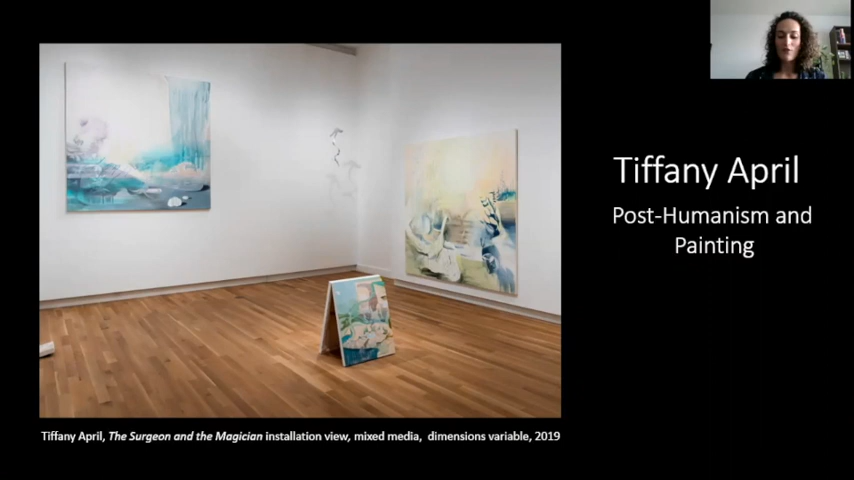 Tiffany April
Post-Humanism and
Painting
Tiffany April, The Surgeon and the Magician installation view, mixed media,  dimensions variable, 2019